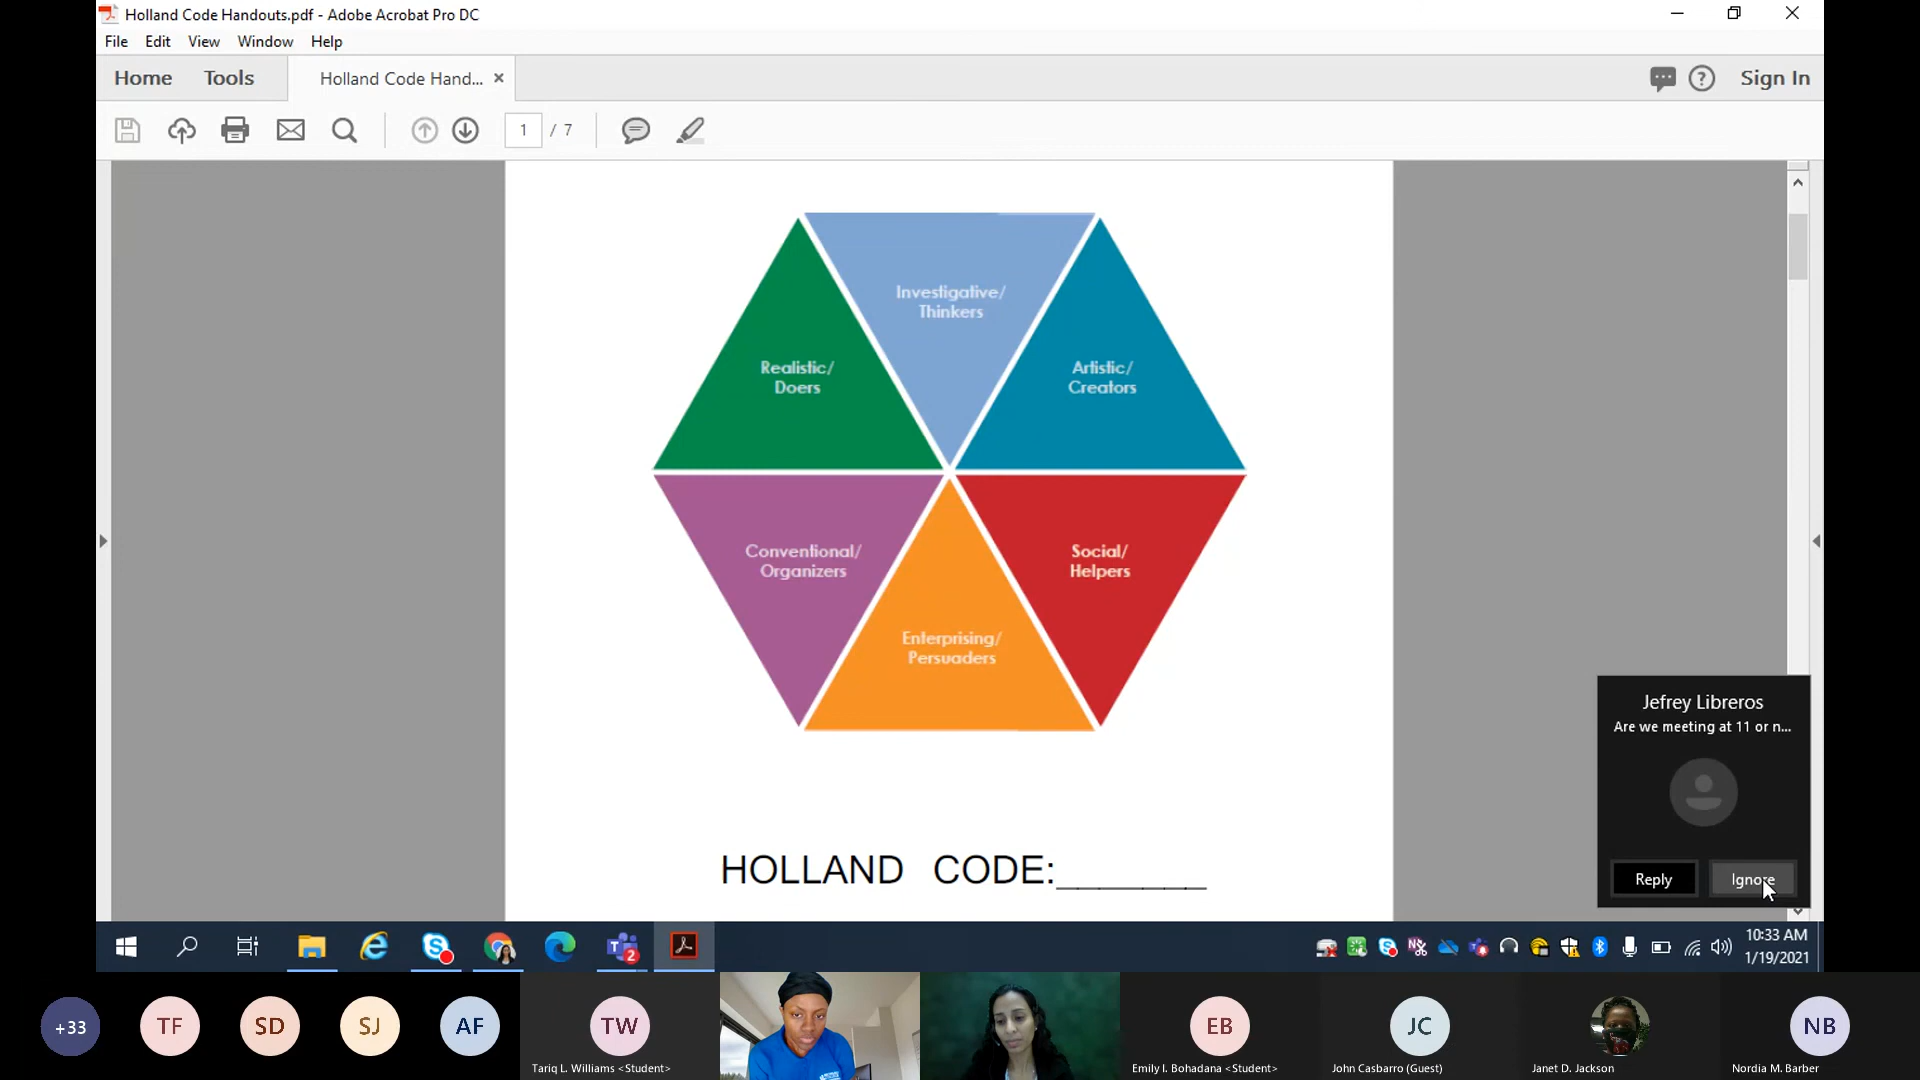 Holland Code Handouts.pdf - Adobe Acrobat Pro DC
File Edit View Window Help
Home Tools Holland Code Hand... × Sign In
1 / 7
Investigative/
Thinkers
Realistic/
Doers
Artistic/
Creators
Conventional/
Organizers
Social/
Helpers
Enterprising/
Persuaders
HOLLAND CODE:_______
Jefrey Libreros
Are we meeting at 11 or n...
Reply Ignore
10:33 AM
1/19/2021
+33 TF SD SJ AF TW EB JC NB
Tariq L. Williams <Student> Emily I. Bohadana <Student> John Casbarro (Guest) Janet D. Jackson Nordia M. Barber